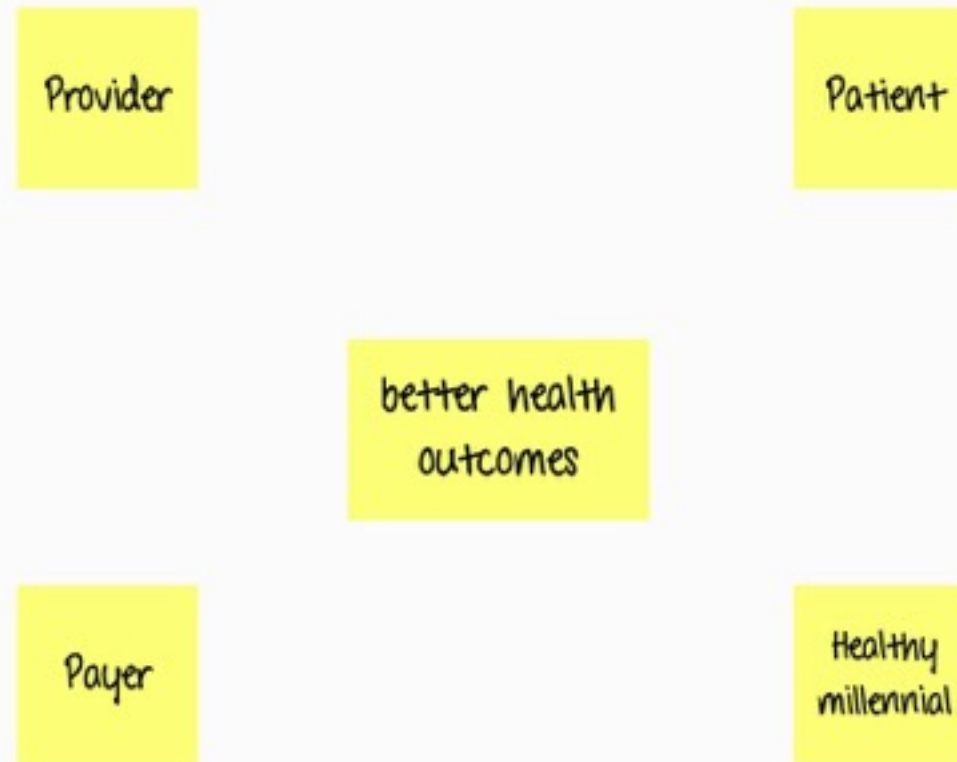 Provider
Patient
better health
outcomes
Payer
Healthy
millennial